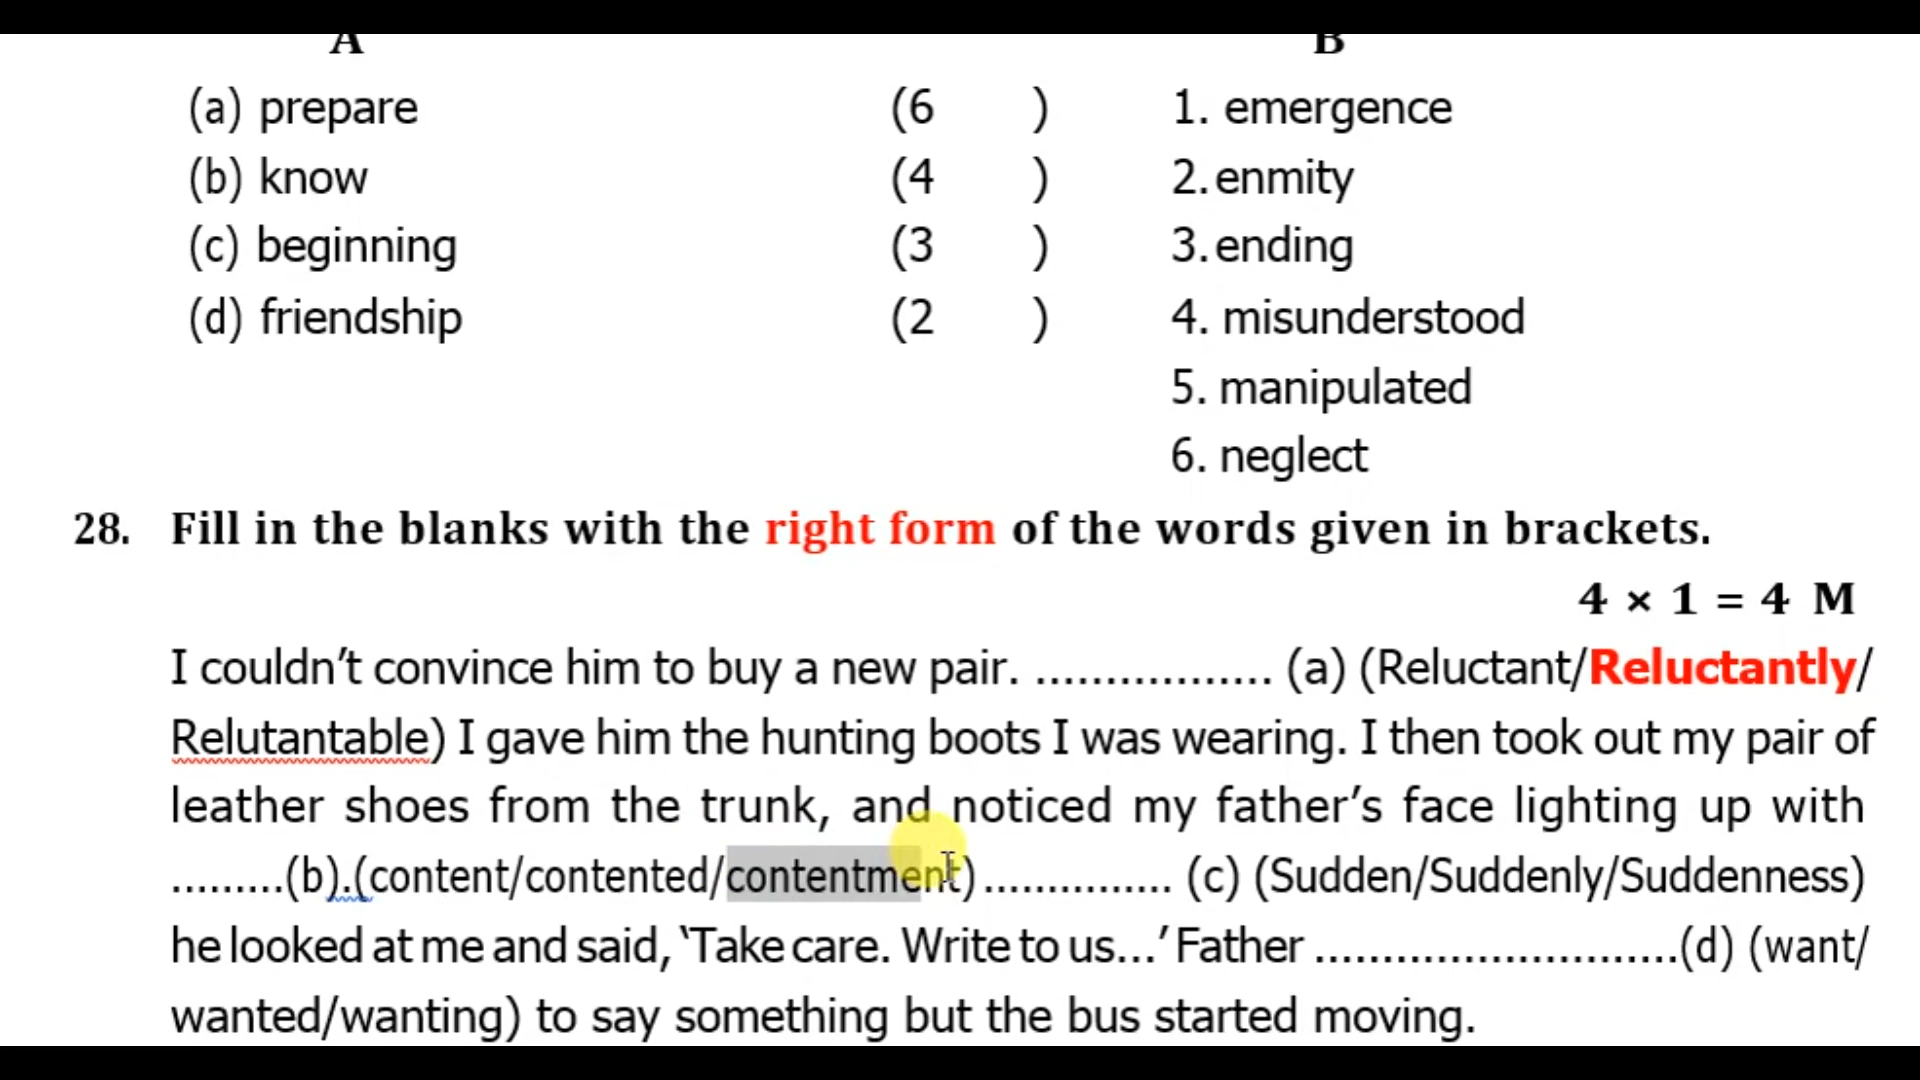 A B
(a) prepare (6 ) 1. emergence
(b) know (4 ) 2. enmity
(c) beginning (3 ) 3. ending
(d) friendship (2 ) 4. misunderstood
5. manipulated
6. neglect
28. Fill in the blanks with the right form of the words given in brackets.
4 × 1 = 4 M
I couldn’t convince him to buy a new pair. ................. (a) (Reluctant/Reluctantly/
Relutantable) I gave him the hunting boots I was wearing. I then took out my pair of
leather shoes from the trunk, and noticed my father’s face lighting up with
.........(b).(content/contented/contentment)............... (c) (Sudden/Suddenly/Suddenness)
he looked at me and said, ‘Take care. Write to us...’ Father ...........................(d) (want/
wanted/wanting) to say something but the bus started moving.